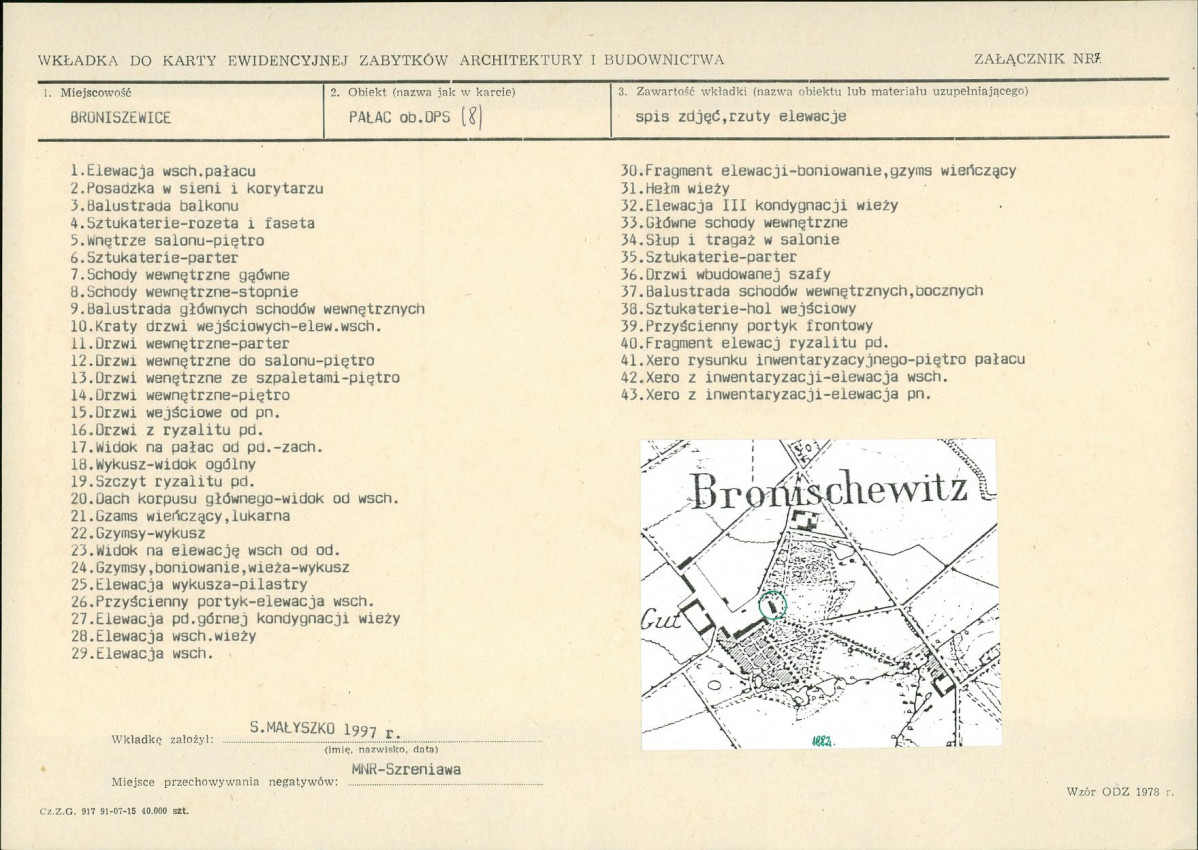 WKŁADKA DO KARTY EWIDENCYJNEJ ZABYTKÓW ARCHITEKTURY I BUDOWNICTWA
ZAŁĄCZNIK NR7
1. Miejscowość
BRONISZEWICE
2. Obiekt (nazwa jak w karcie)
PAŁAC ob.DPS (8)
3. Zawartość wkładki (nazwa obiektu lub materiału uzupełniającego)
spis zdjęć,rzuty elewacje
1.Elewacja wsch.pałacu
2.Posadzka w sieni i korytarzu
3.Balustrada balkonu
4.Sztukaterie-rozeta i faseta
5.Wnętrze salonu-piętro
6.Sztukaterie-parter
7.Schody wewnętrzne gąówne
8.Schody wewnętrzne-stopnie
9.Balustrada głównych schodów wewnętrznych
10.Kraty drzwi wejściowych-elew.wsch.
11.Drzwi wewnętrzne-parter
12.Drzwi wewnętrzne do salonu-piętro
13.Drzwi wenętrzne ze szpaletami-piętro
14.Drzwi wewnętrzne-piętro
15.Drzwi wejściowe od pn.
16.Drzwi z ryzalitu pd.
17.Widok na pałac od pd.-zach.
18.Wykusz-widok ogólny
19.Szczyt ryzalitu pd.
20.Dach korpusu głównego-widok od wsch.
21.Gzams wieńczący,lukarna
22.Gzymsy-wykusz
23.Widok na elewację wsch od od.
24.Gzymsy,boniowanie,wieża-wykusz
25.Elewacja wykusza-pilastry
26.Przyścienny portyk-elewacja wsch.
27.Elewacja pd.górnej kondygnacji wieży
28.Elewacja wsch.wieży
29.Elewacja wsch.
30.Fragment elewacji-boniowanie,gzyms wieńczący
31.Hełm wieży
32.Elewacja III kondygnacji wieży
33.Główne schody wewnętrzne
34.Słup i tragaż w salonie
35.Sztukaterie-parter
36.Drzwi wbudowanej szafy
37.Balustrada schodów wewnętrznych,bocznych
38.Sztukaterie-hol wejściowy
39.Przyścienny portyk frontowy
40.Fragment elewacj ryzalitu pd.
41.Xero rysunku inwentaryzacyjnego-piętro pałacu
42.Xero z inwentaryzacji-elewacja wsch.
43.Xero z inwentaryzacji-elewacja pn.
Bronischewitz
Gut
1882r.
Wkładkę założył: S.MAŁYSZKO 1997 r.
(imię, nazwisko, data)
Miejsce przechowywania negatywów: MNR-Szreniawa
Cz.Z.G. 917 91-07-15 40.000 szt.
Wzór ODZ 1978 r.